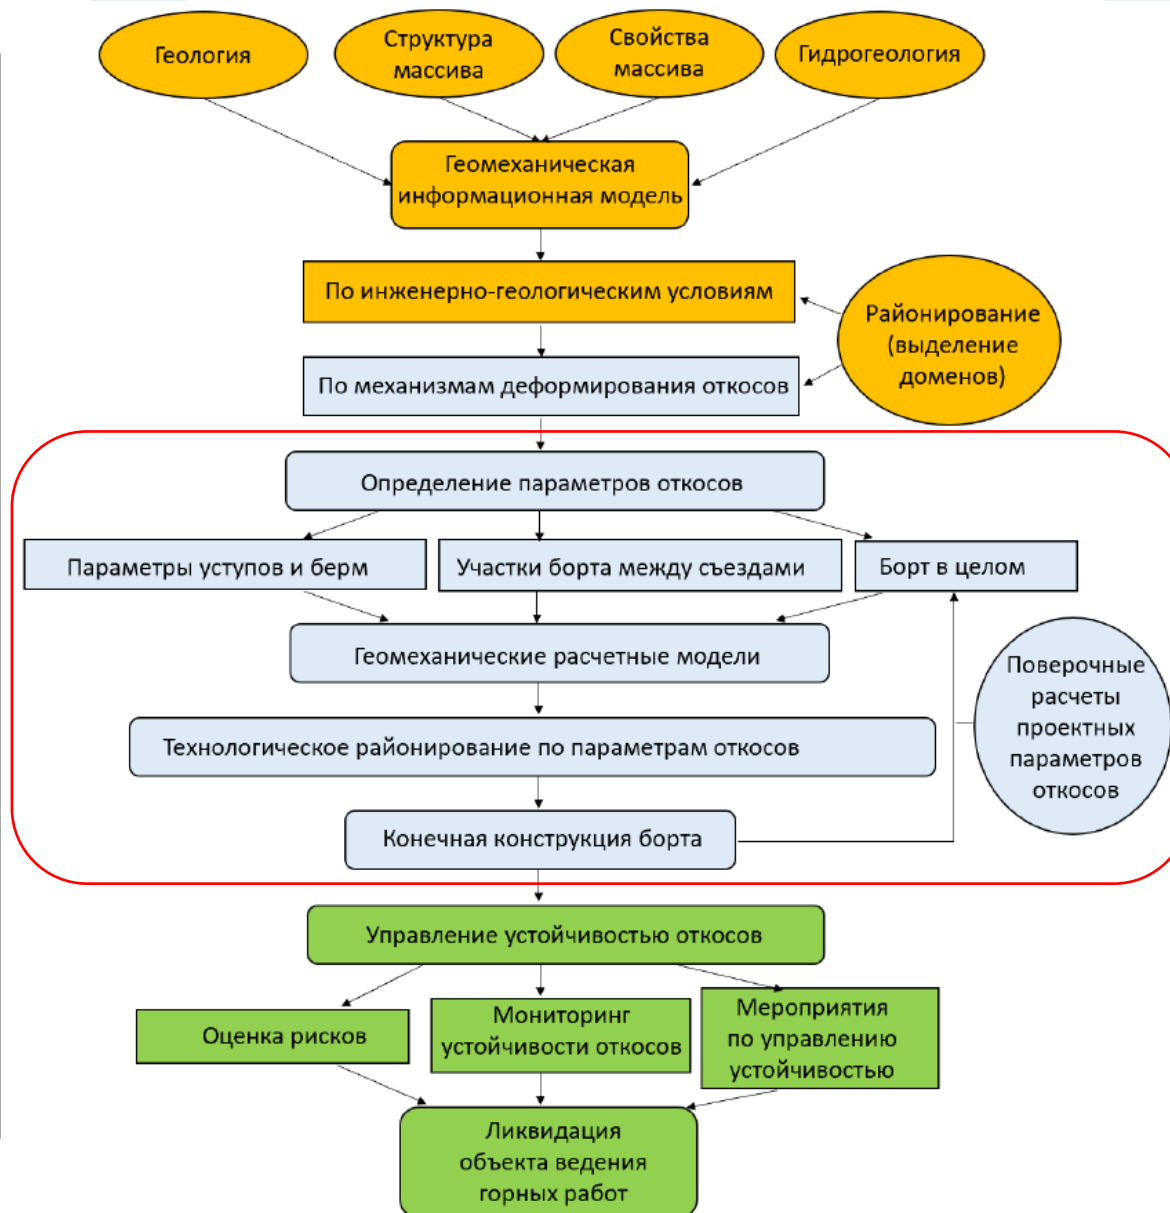 Геология
Структура
массива
Свойства
массива
Гидрогеология
Геомеханическая
информационная модель
По инженерно-геологическим условиям
Районирование
(выделение
доменов)
По механизмам деформирования откосов
Определение параметров откосов
Параметры уступов и берм
Участки борта между съездами
Борт в целом
Геомеханические расчетные модели
Поверочные
расчеты
проектных
параметров
откосов
Технологическое районирование по параметрам откосов
Конечная конструкция борта
Управление устойчивостью откосов
Оценка рисков
Мониторинг
устойчивости откосов
Мероприятия
по управлению
устойчивостью
Ликвидация
объекта ведения
горных работ